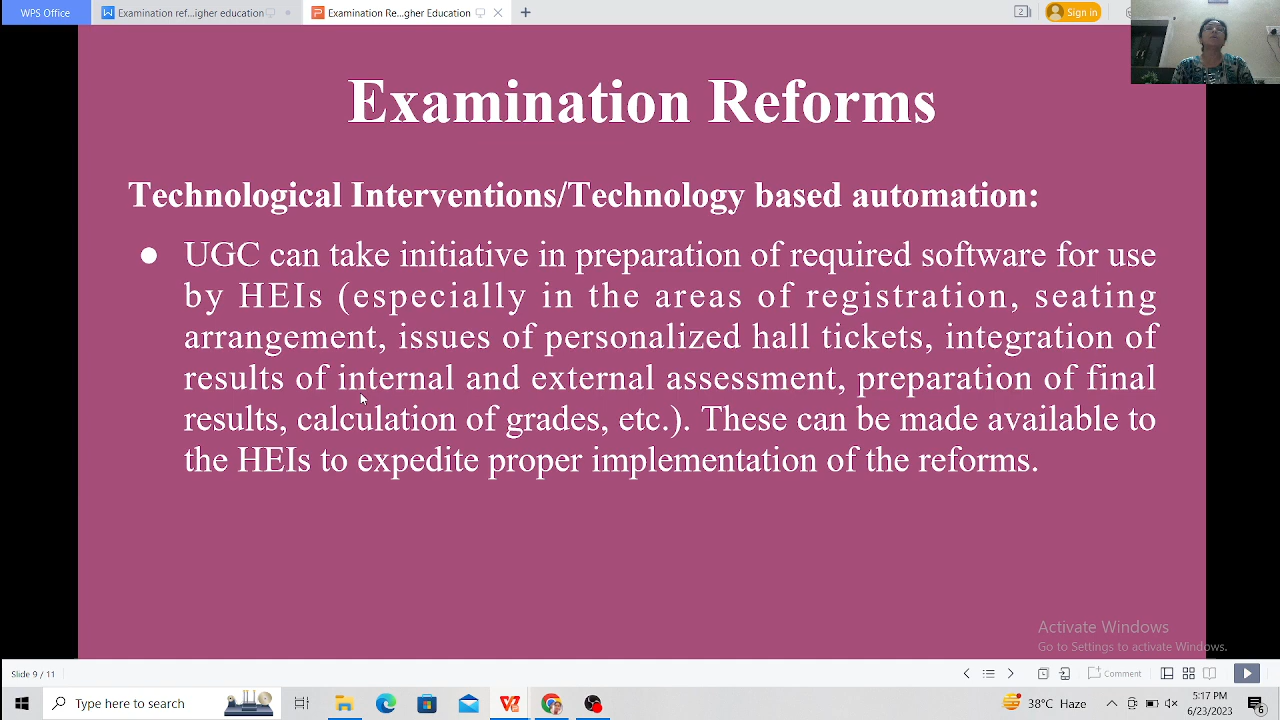 WPS Office
Examination ref...igher education
Examination Re...gher Education
2
Sign in
Examination Reforms
Technological Interventions/Technology based automation:
● UGC can take initiative in preparation of required software for use
by HEIs (especially in the areas of registration, seating
arrangement, issues of personalized hall tickets, integration of
results of internal and external assessment, preparation of final
results, calculation of grades, etc.). These can be made available to
the HEIs to expedite proper implementation of the reforms.
Activate Windows
Go to Settings to activate Windows.
Slide 9 / 11
Comment
Type here to search
38°C Haze
5:17 PM
6/23/2023
6